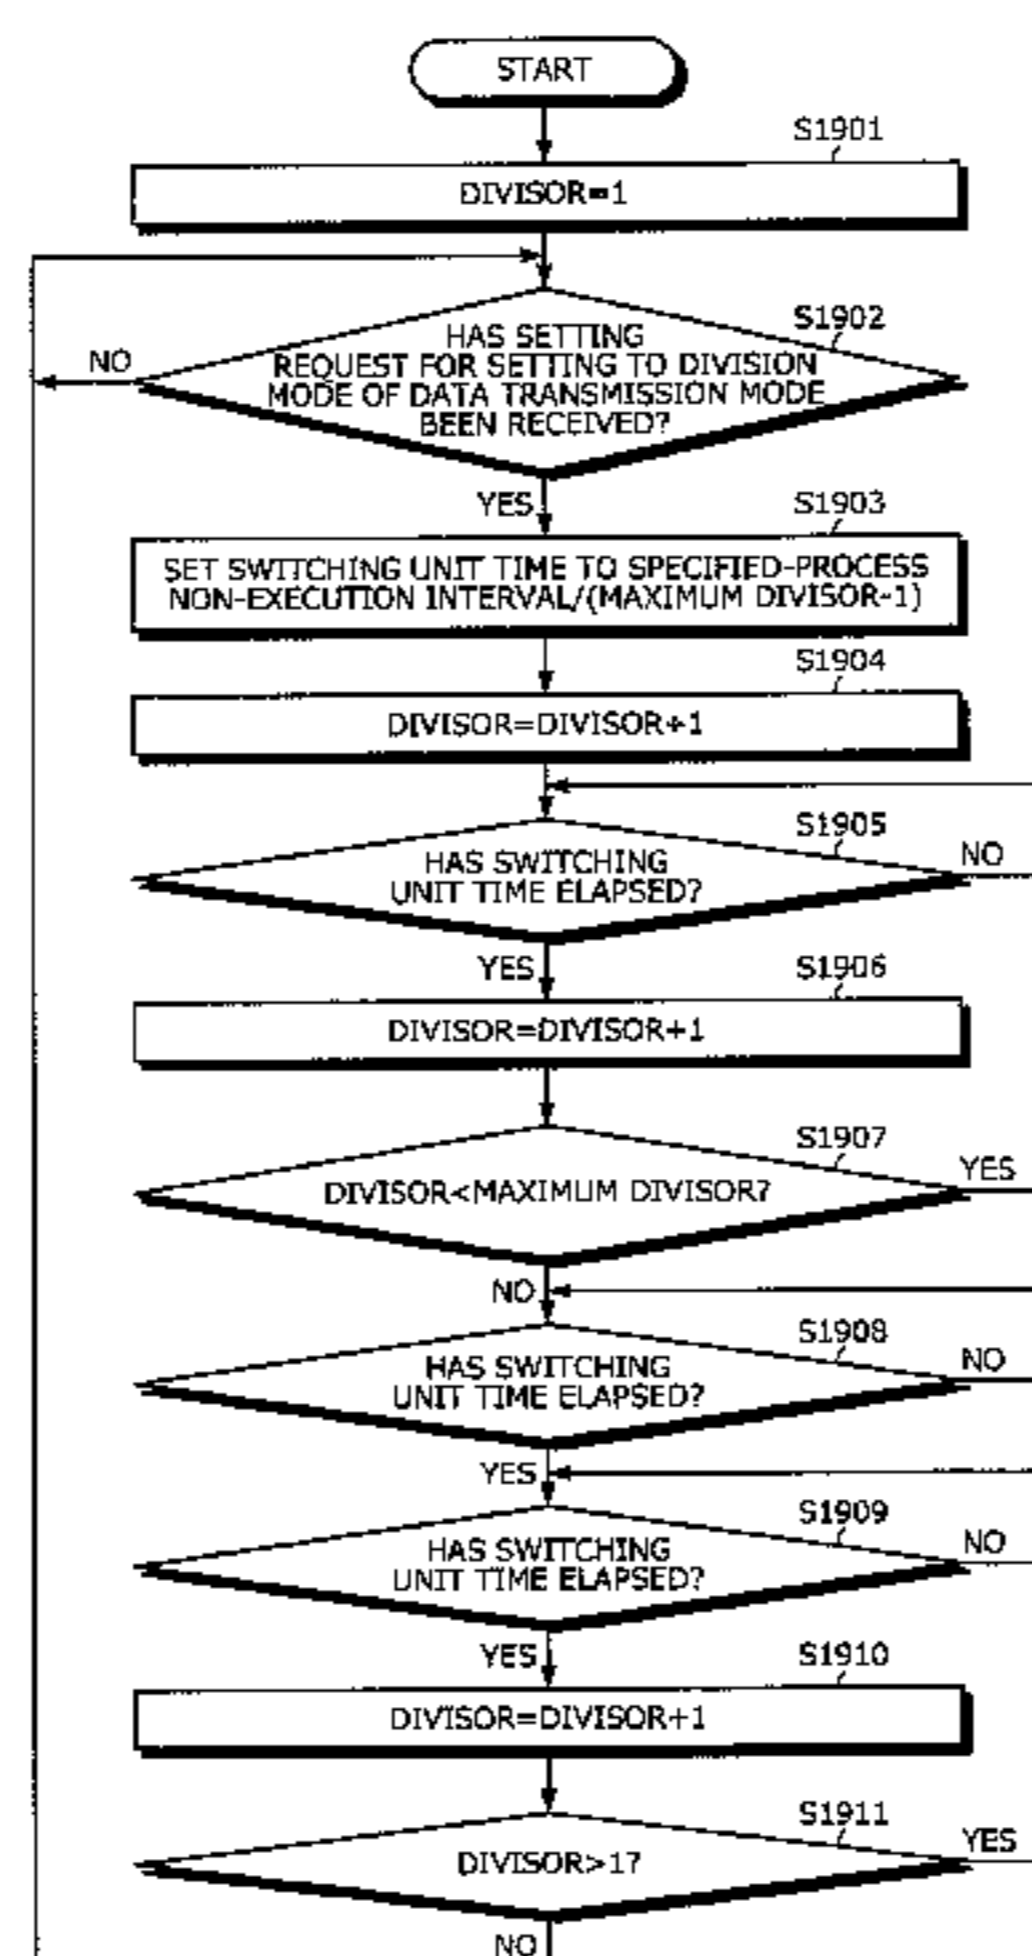 START
S1901
DIVISOR=1
S1902
HAS SETTING
REQUEST FOR SETTING TO DIVISION
MODE OF DATA TRANSMISSION MODE
BEEN RECEIVED?
NO
YES
S1903
SET SWITCHING UNIT TIME TO SPECIFIED-PROCESS
NON-EXECUTION INTERVAL/(MAXIMUM DIVISOR-1)
S1904
DIVISOR=DIVISOR+1
S1905
HAS SWITCHING
UNIT TIME ELAPSED?
NO
YES
S1906
DIVISOR=DIVISOR+1
S1907
DIVISOR<MAXIMUM DIVISOR?
YES
NO
S1908
HAS SWITCHING
UNIT TIME ELAPSED?
NO
YES
S1909
HAS SWITCHING
UNIT TIME ELAPSED?
NO
YES
S1910
DIVISOR=DIVISOR+1
S1911
DIVISOR>1?
YES
NO